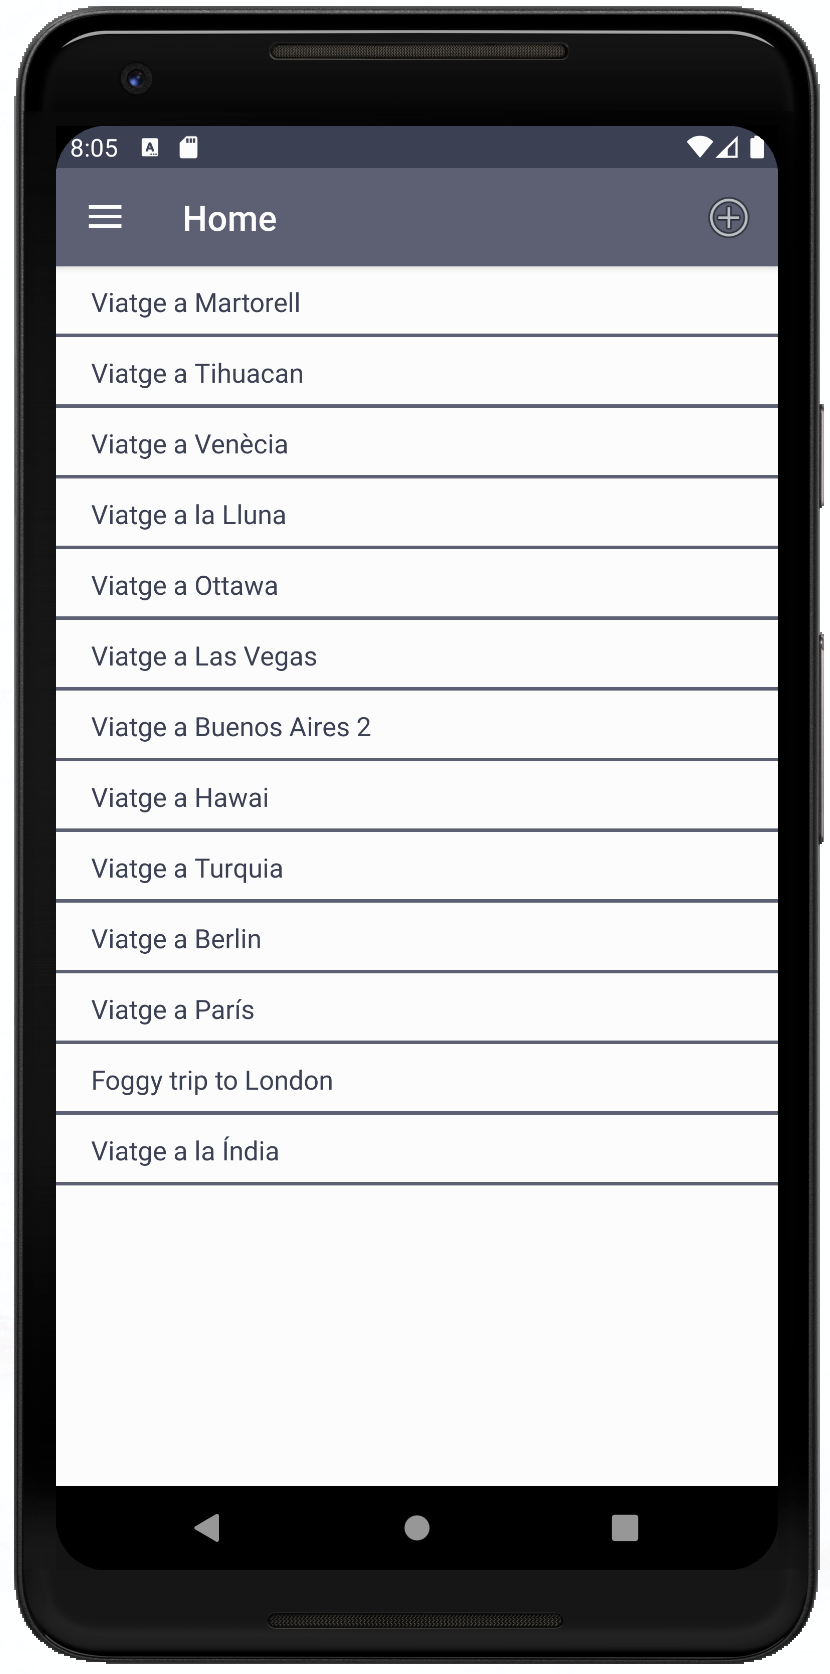 8:05
Home
Viatge a Martorell
Viatge a Tihuacan
Viatge a Venècia
Viatge a la Lluna
Viatge a Ottawa
Viatge a Las Vegas
Viatge a Buenos Aires 2
Viatge a Hawai
Viatge a Turquia
Viatge a Berlin
Viatge a París
Foggy trip to London
Viatge a la Índia